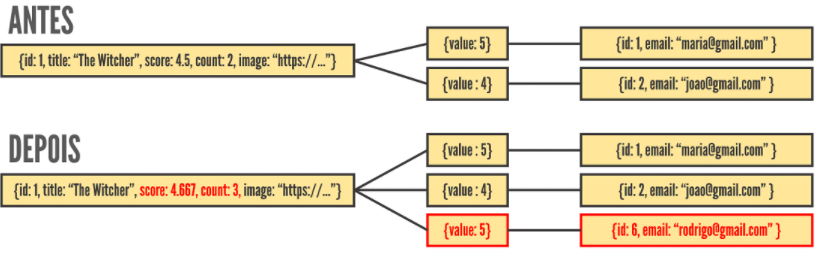 ANTES
{value: 5} {id: 1, email: “maria@gmail.com” }
{id: 1, title: “The Witcher”, score: 4.5, count: 2, image: “https://...”}
{value : 4} {id: 2, email: “joao@gmail.com” }
DEPOIS
{value : 5} {id: 1, email: “maria@gmail.com” }
{id: 1, title: “The Witcher”, score: 4.667, count: 3, image: “https://...”} {value : 4} {id: 2, email: “joao@gmail.com” }
{value: 5} {id: 6, email: “rodrigo@gmail.com” }